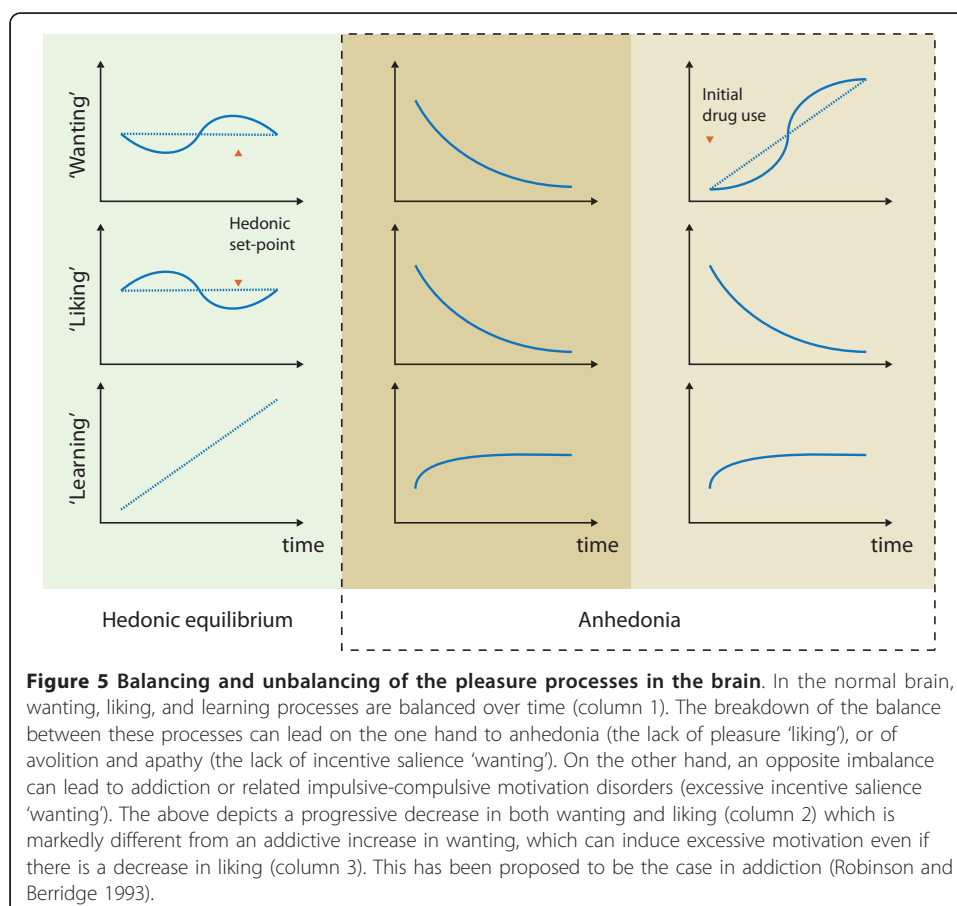 'Wanting'
Initial
drug use
Hedonic
set-point
'Liking'
'Learning'
time
time
time
Hedonic equilibrium
Anhedonia
Figure 5 Balancing and unbalancing of the pleasure processes in the brain. In the normal brain,
wanting, liking, and learning processes are balanced over time (column 1). The breakdown of the balance
between these processes can lead on the one hand to anhedonia (the lack of pleasure 'liking'), or of
avolition and apathy (the lack of incentive salience 'wanting'). On the other hand, an opposite imbalance
can lead to addiction or related impulsive-compulsive motivation disorders (excessive incentive salience
'wanting'). The above depicts a progressive decrease in both wanting and liking (column 2) which is
markedly different from an addictive increase in wanting, which can induce excessive motivation even if
there is a decrease in liking (column 3). This has been proposed to be the case in addiction (Robinson and
Berridge 1993).